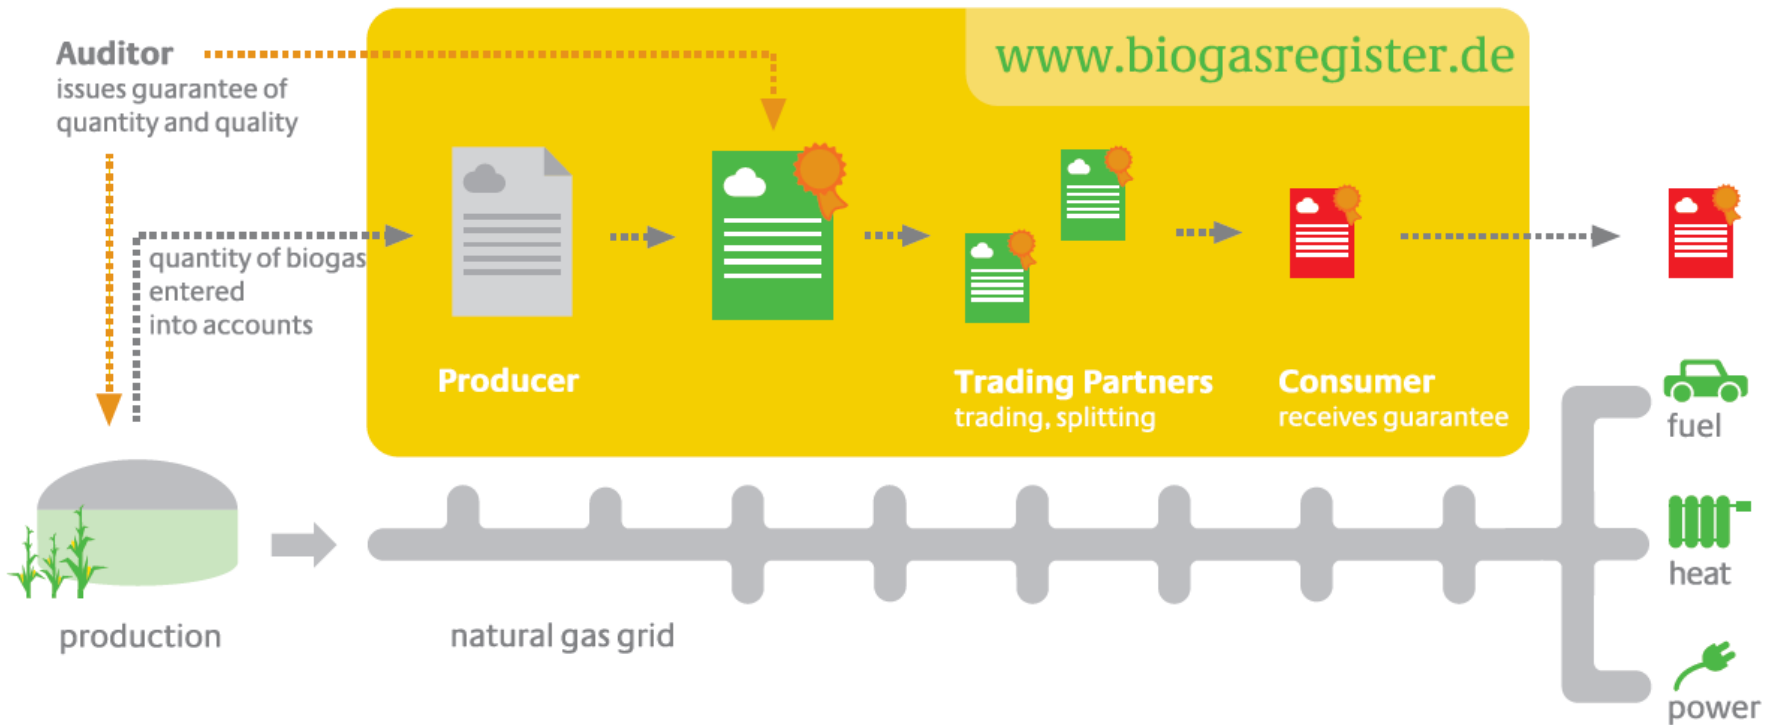 Auditor
issues guarantee of
quantity and quality
www.biogasregister.de
quantity of biogas
entered
into accounts
Producer
Trading Partners
trading, splitting
Consumer
receives guarantee
fuel
heat
power
production
natural gas grid